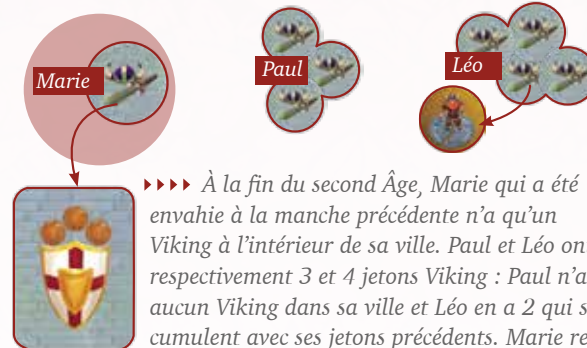 Marie
Paul
Léo
À la fin du second Âge, Marie qui a été
envahie à la manche précédente n’a qu’un
Viking à l’intérieur de sa ville. Paul et Léo on
respectivement 3 et 4 jetons Viking : Paul n’a
aucun Viking dans sa ville et Léo en a 2 qui s
cumulent avec ses jetons précédents. Marie re